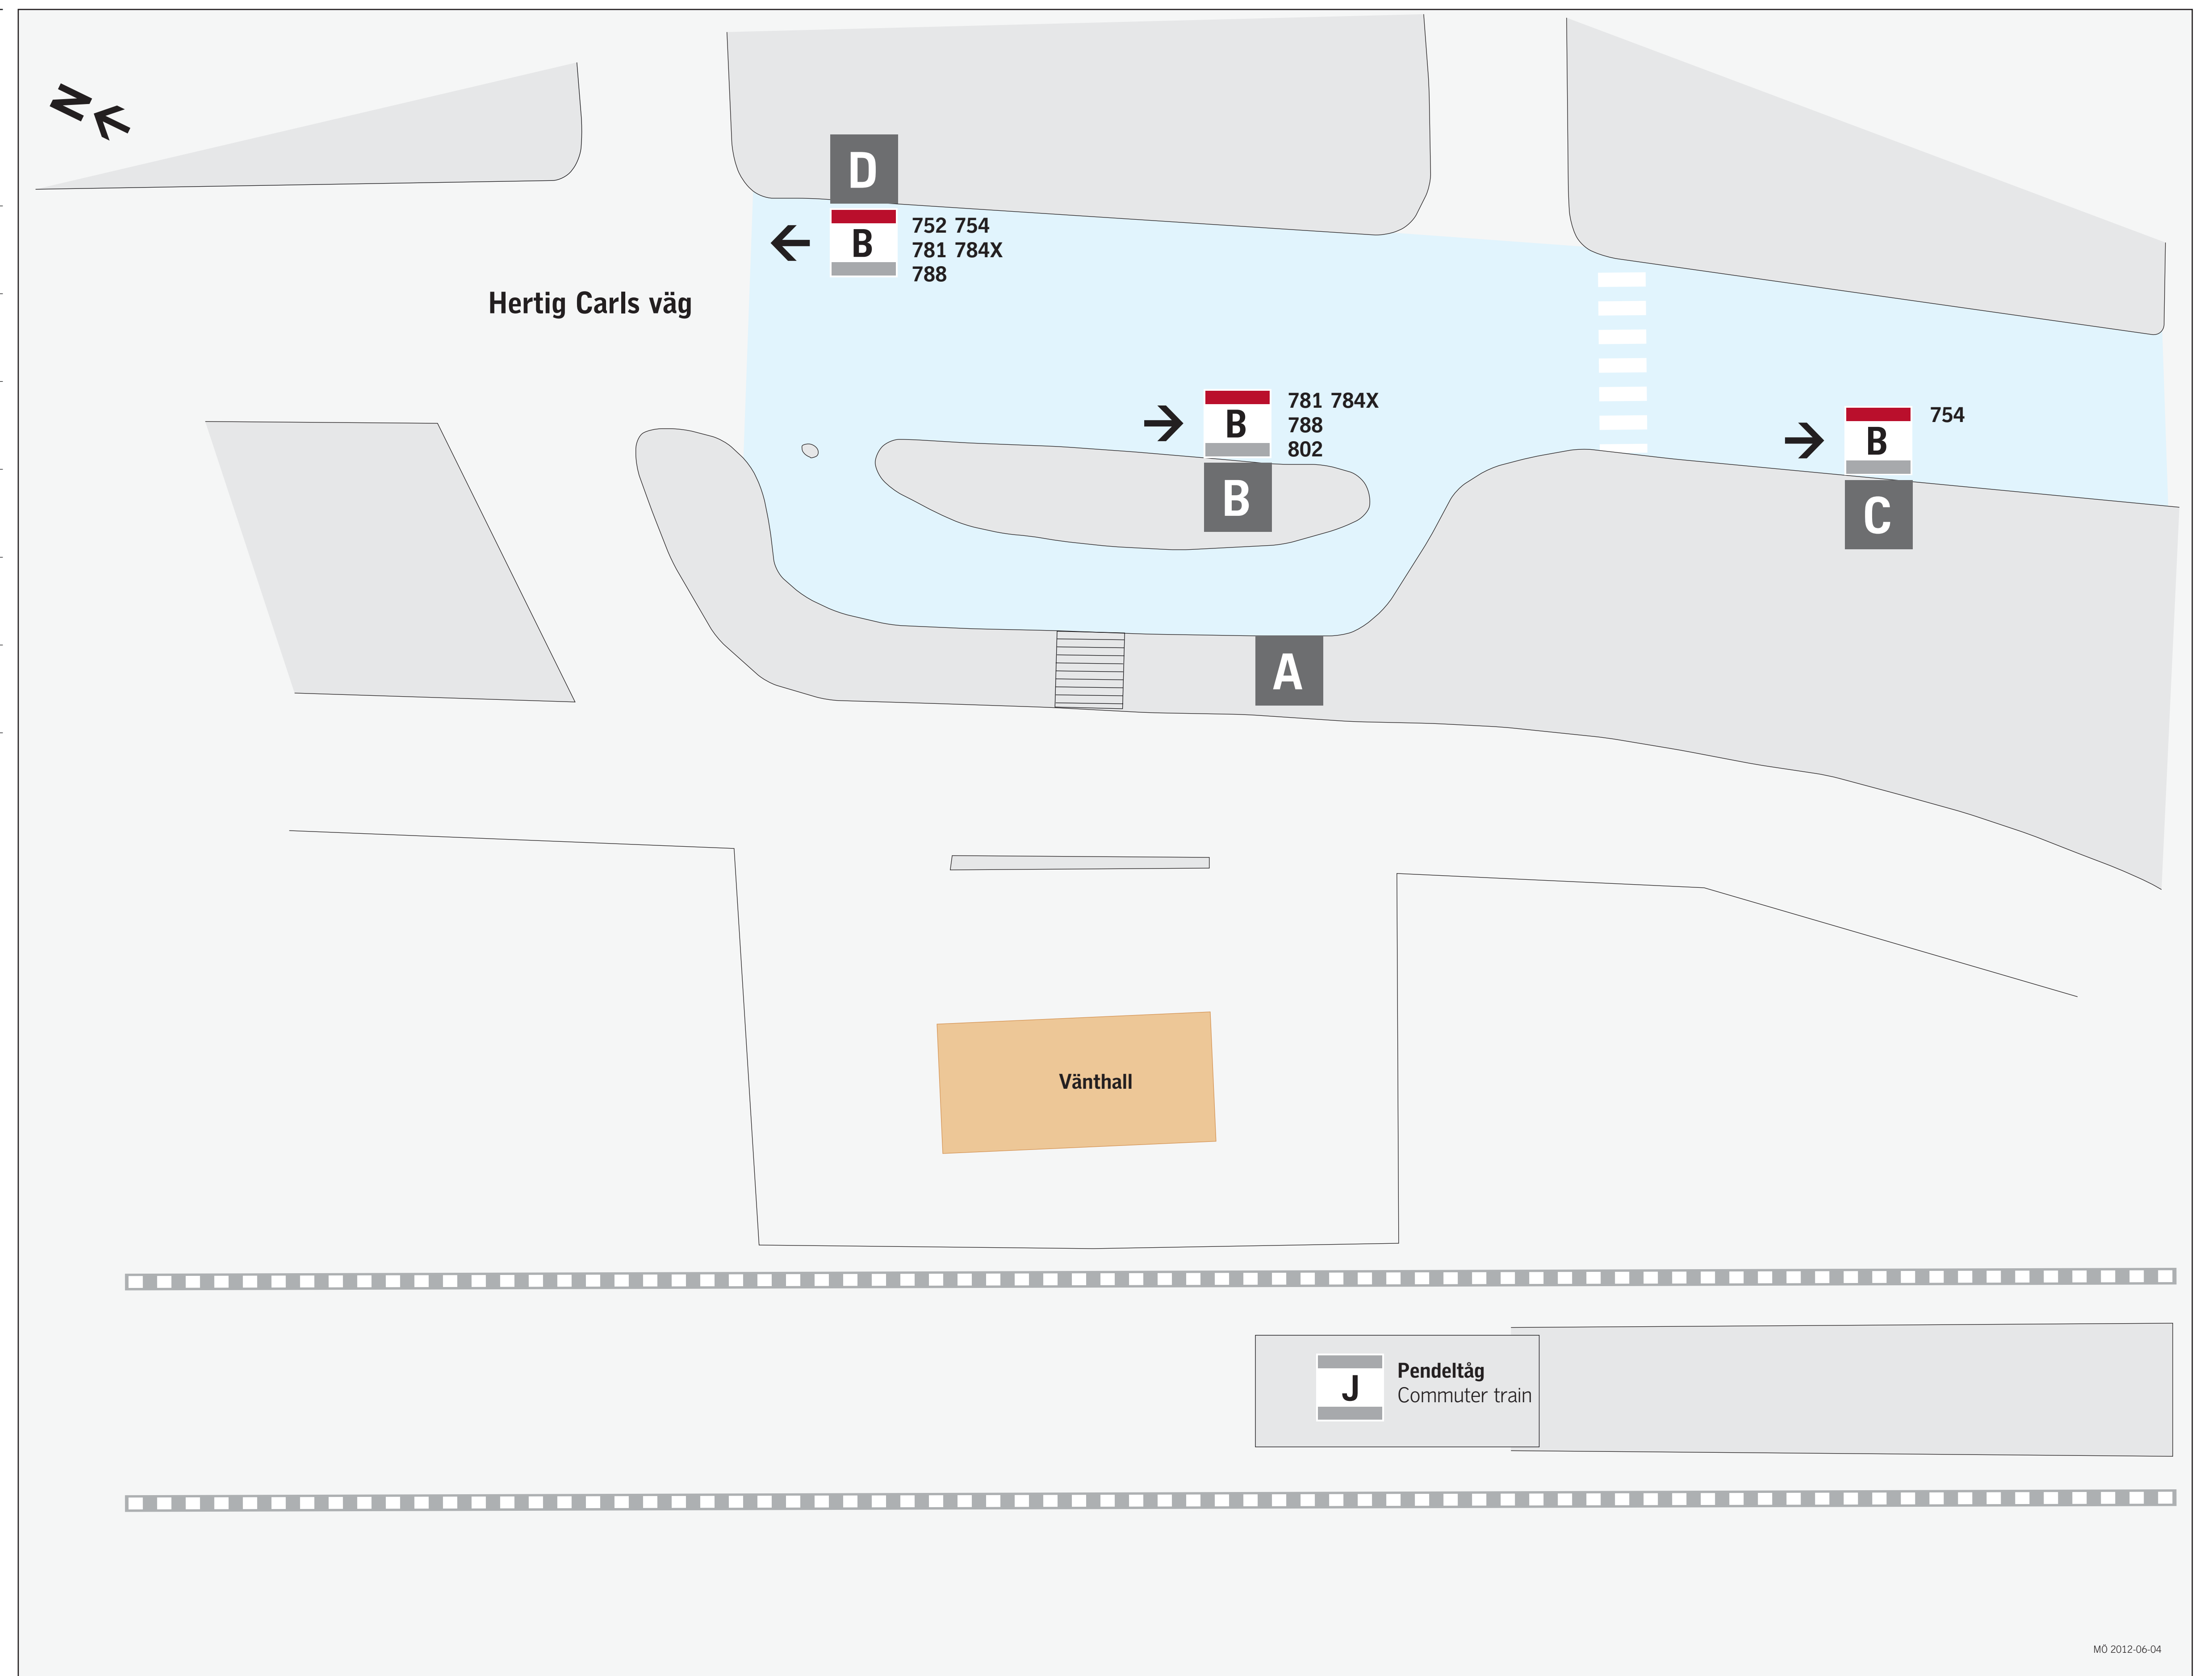 N
D
B
752 754
781 784X
788
Hertig Carls väg
B
781 784X
788
802
B
B
754
C
A
Vänthall
J
Pendeltåg
Commuter train
MÖ 2012-06-04